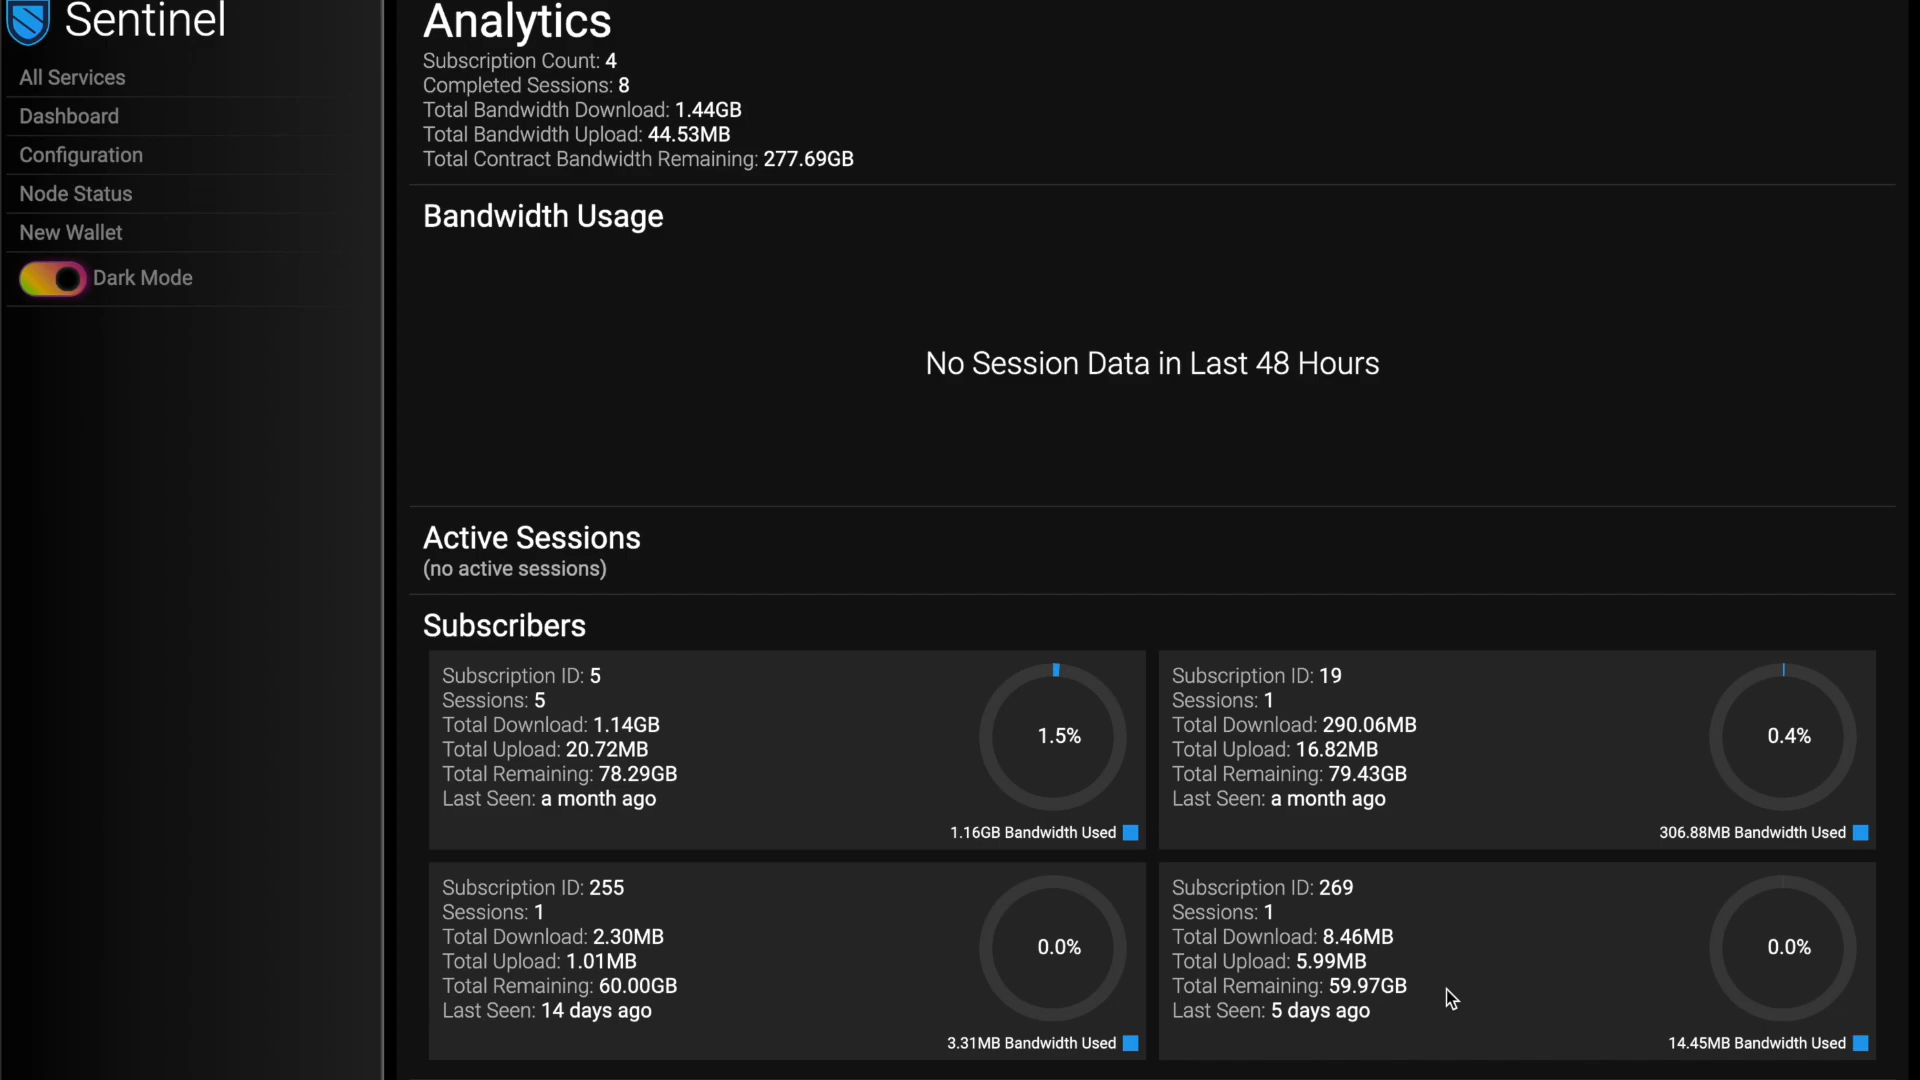 Sentinel
All Services
Dashboard
Configuration
Node Status
New Wallet
Dark Mode
Analytics
Subscription Count: 4
Completed Sessions: 8
Total Bandwidth Download: 1.44GB
Total Bandwidth Upload: 44.53MB
Total Contract Bandwidth Remaining: 277.69GB
Bandwidth Usage
No Session Data in Last 48 Hours
Active Sessions
(no active sessions)
Subscribers
Subscription ID: 5
Sessions: 5
Total Download: 1.14GB
Total Upload: 20.72MB
Total Remaining: 78.29GB
Last Seen: a month ago
1.5%
1.16GB Bandwidth Used
Subscription ID: 19
Sessions: 1
Total Download: 290.06MB
Total Upload: 16.82MB
Total Remaining: 79.43GB
Last Seen: a month ago
0.4%
306.88MB Bandwidth Used
Subscription ID: 255
Sessions: 1
Total Download: 2.30MB
Total Upload: 1.01MB
Total Remaining: 60.00GB
Last Seen: 14 days ago
0.0%
3.31MB Bandwidth Used
Subscription ID: 269
Sessions: 1
Total Download: 8.46MB
Total Upload: 5.99MB
Total Remaining: 59.97GB
Last Seen: 5 days ago
0.0%
14.45MB Bandwidth Used